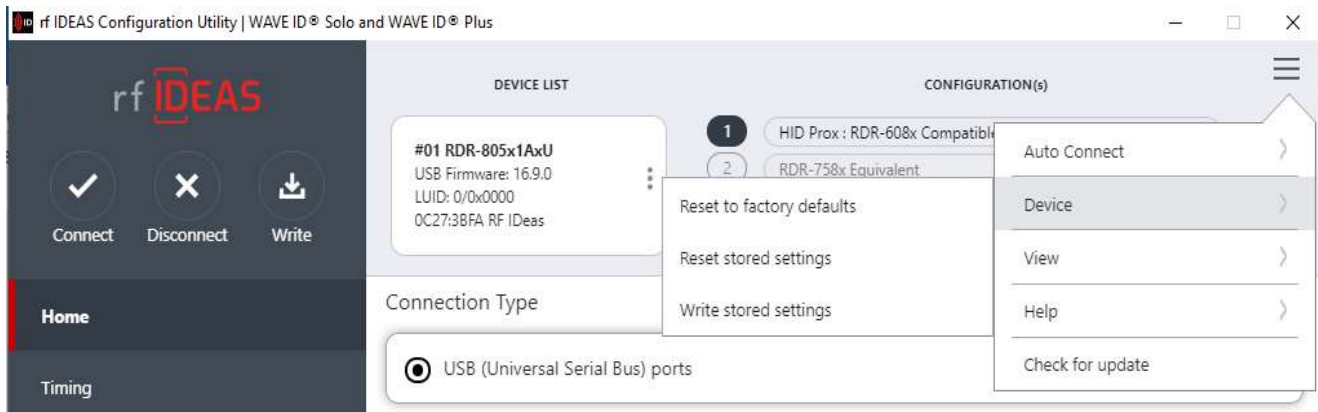 rf IDEAS Configuration Utility | WAVE ID® Solo and WAVE ID® Plus
rf IDEAS
Connect
Disconnect
Write
Home
Timing
DEVICE LIST
#01 RDR-805x1AxU
USB Firmware: 16.9.0
LUID: 0/0x0000
0C27:3BFA RF IDeas
CONFIGURATION(s)
1 HID Prox : RDR-608x Compatible
2 RDR-758x Equivalent
Auto Connect
Device
View
Help
Check for update
Reset to factory defaults
Reset stored settings
Write stored settings
Connection Type
USB (Universal Serial Bus) ports